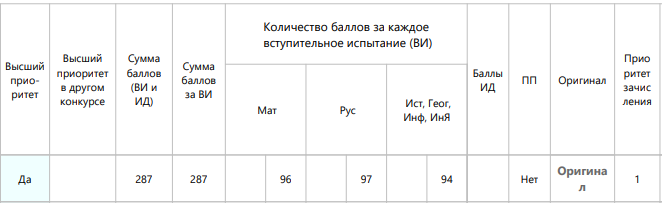 Высший
прио-
ритет
Высший
приоритет
в другом
конкурсе
Сумма
баллов
(ВИ и
ИД)
Сумма
баллов
за ВИ
Количество баллов за каждое
вступительное испытание (ВИ)
Мат
Рус
Ист, Геог,
Инф, ИнЯ
Баллы
ИД
ПП
Оригинал
Прио
ритет
зачис
ления
Да
287
287
96
97
94
Нет
Оригина
л
1